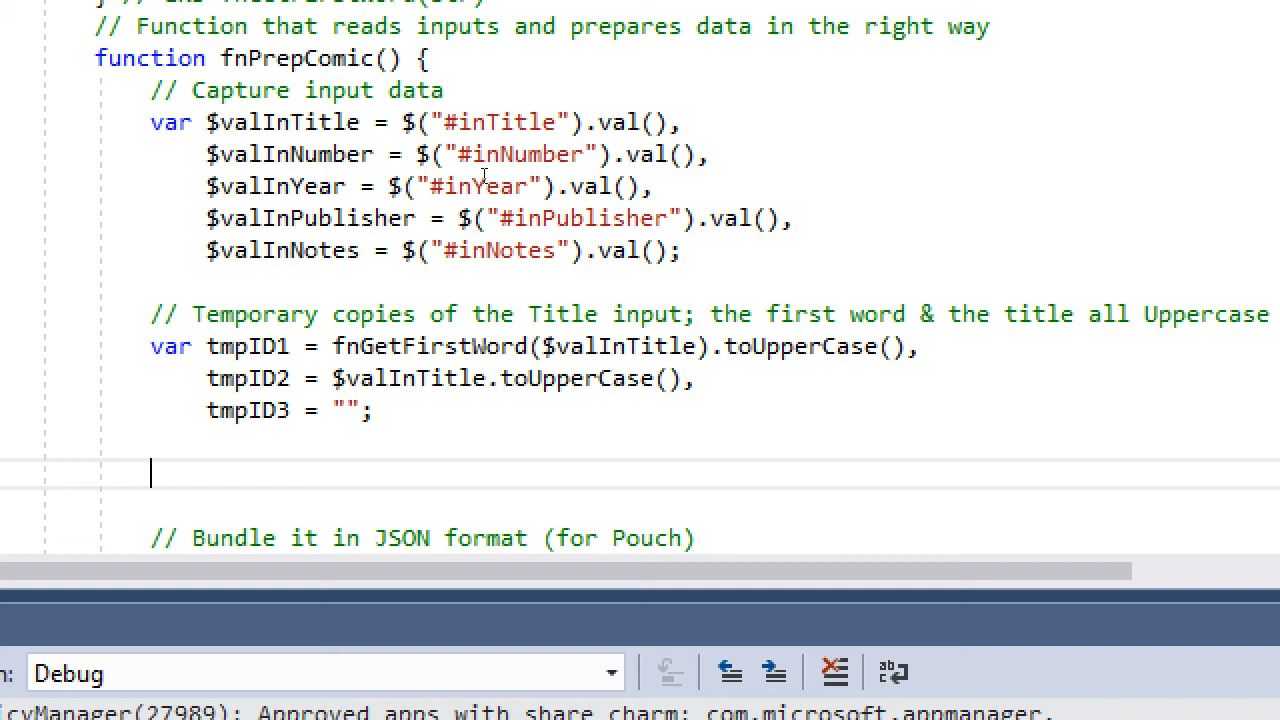 // Function that reads inputs and prepares data in the right way
function fnPrepComic() {
// Capture input data
var $valInTitle = $("#inTitle").val(),
$valInNumber = $("#inNumber").val(),
$valInYear = $("#inYear").val(),
$valInPublisher = $("#inPublisher").val(),
$valInNotes = $("#inNotes").val();
// Temporary copies of the Title input; the first word & the title all Uppercase
var tmpID1 = fnGetFirstWord($valInTitle).toUpperCase(),
tmpID2 = $valInTitle.toUpperCase(),
tmpID3 = "";
// Bundle it in JSON format (for Pouch)
Debug
icyManager(27989): Approved apps with share charm: com.microsoft.appmanager.